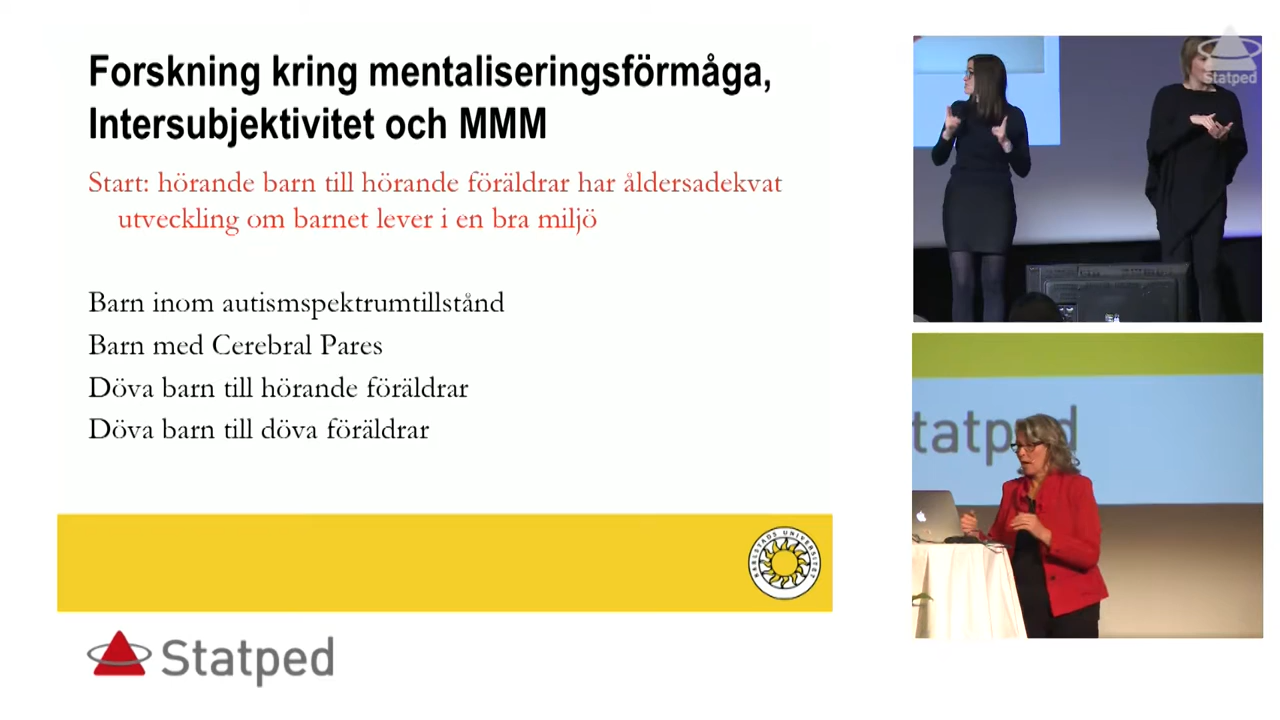 Forskning kring mentaliseringsförmåga,
Intersubjektivitet och MMM
Start: hörande barn till hörande föräldrar har åldersadekvat
utveckling om barnet lever i en bra miljö
Barn inom autismspektrumtillstånd
Barn med Cerebral Pares
Döva barn till hörande föräldrar
Döva barn till döva föräldrar
KARLSTADS UNIVERSITET
Statped
Statped
tatped